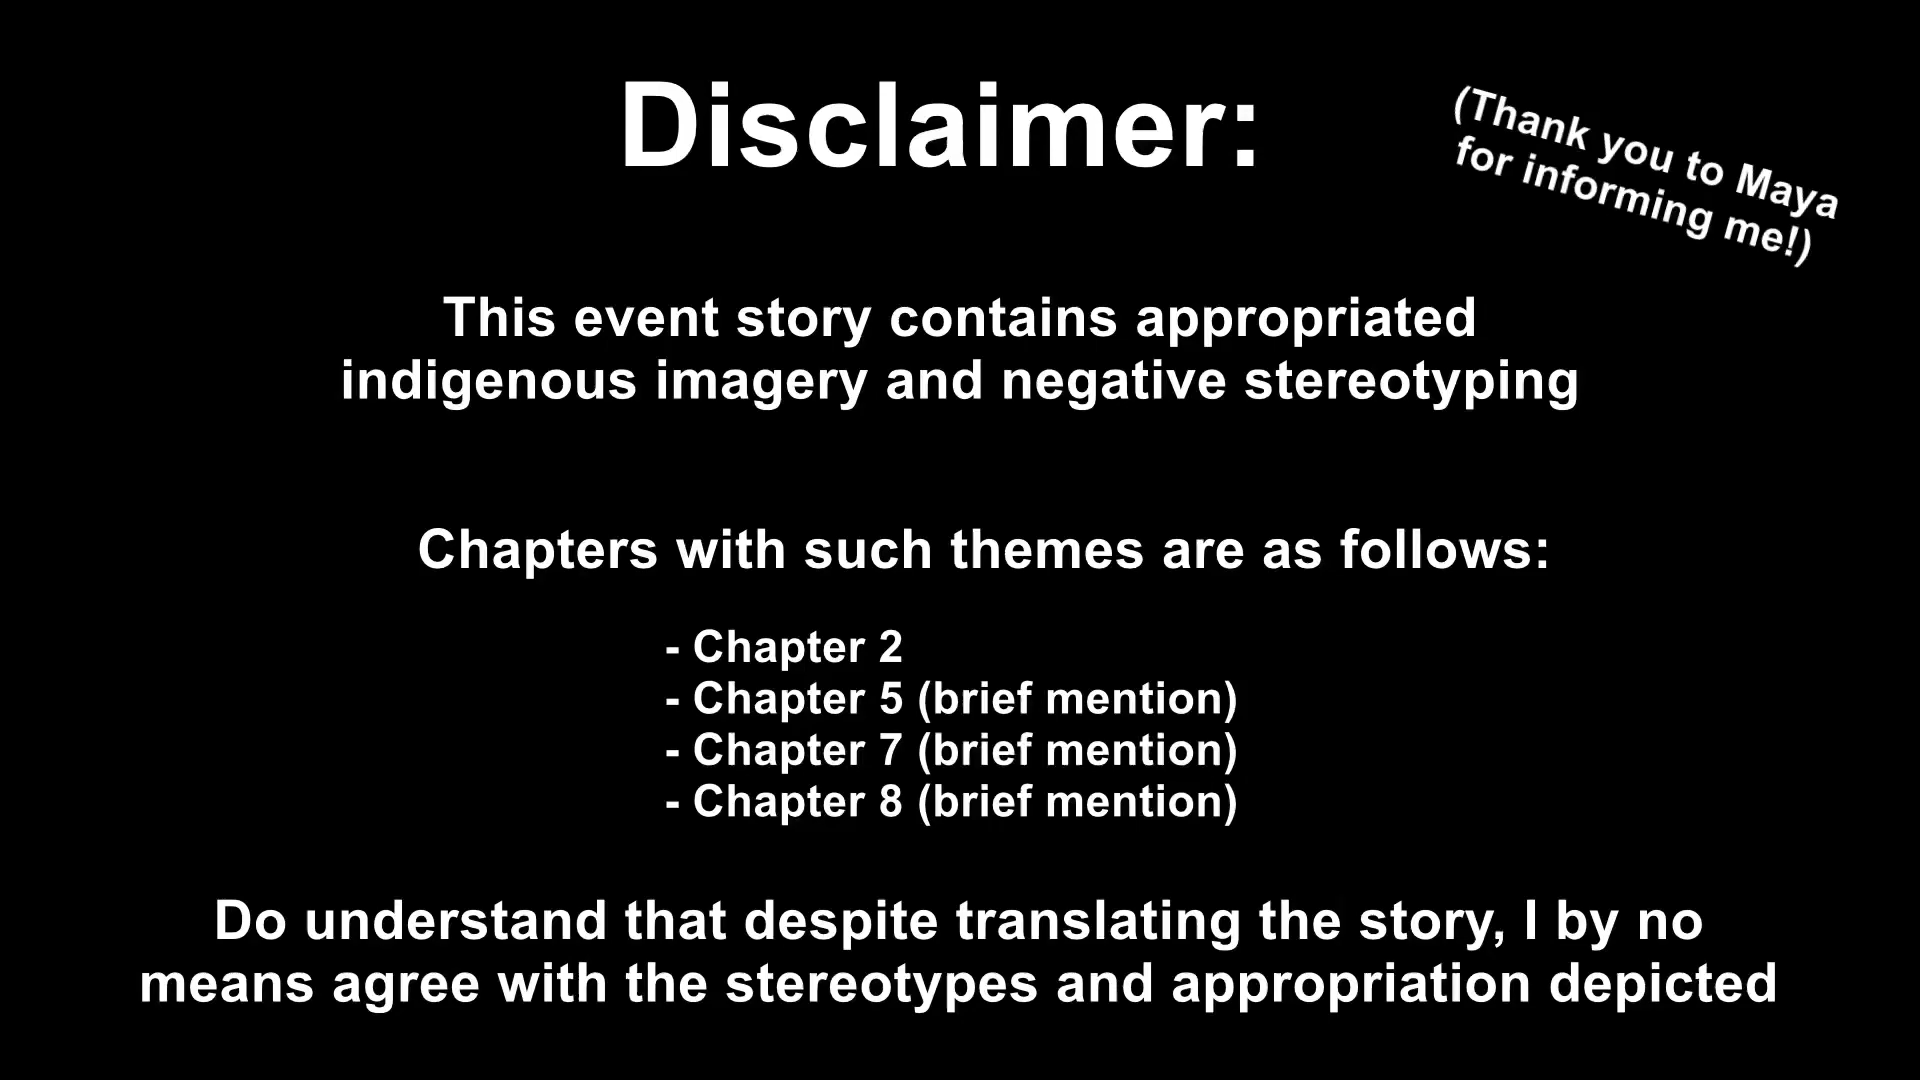 Disclaimer:
(Thank you to Maya
for informing me!)
This event story contains appropriated
indigenous imagery and negative stereotyping
Chapters with such themes are as follows:
- Chapter 2
- Chapter 5 (brief mention)
- Chapter 7 (brief mention)
- Chapter 8 (brief mention)
Do understand that despite translating the story, I by no
means agree with the stereotypes and appropriation depicted